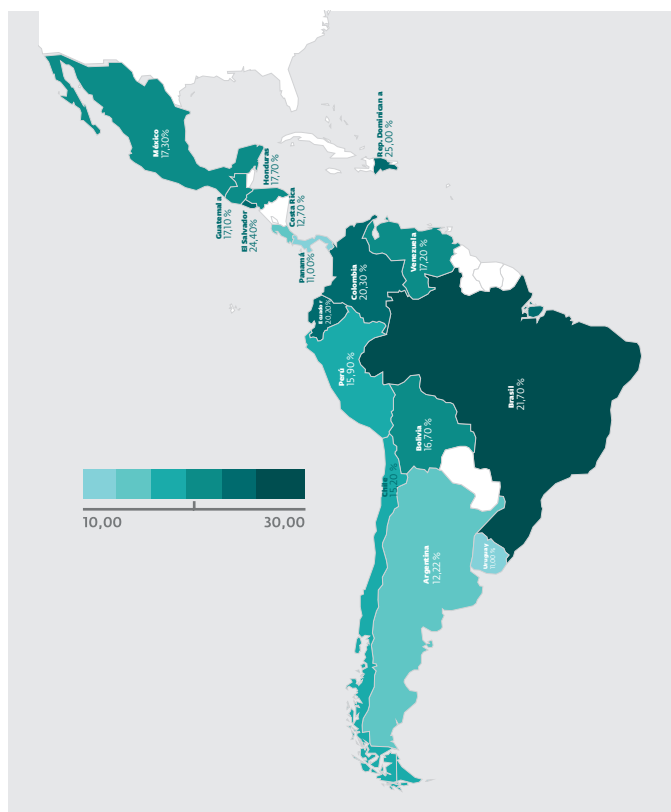 México
17,30%
Rep. Dominicana
25,00 %
Honduras
17,70 %
Guatemala
17,10 %
El Salvador
24,40%
Costa Rica
12,70 %
Panamá
11,00%
Venezuela
17,20 %
Colombia
20,30 %
Ecuador
20,20%
Perú
15,90 %
Brasil
21,70 %
Bolivia
16,70 %
Chile
15,20 %
Argentina
12,22 %
Uruguay
11,00 %
10,00
30,00